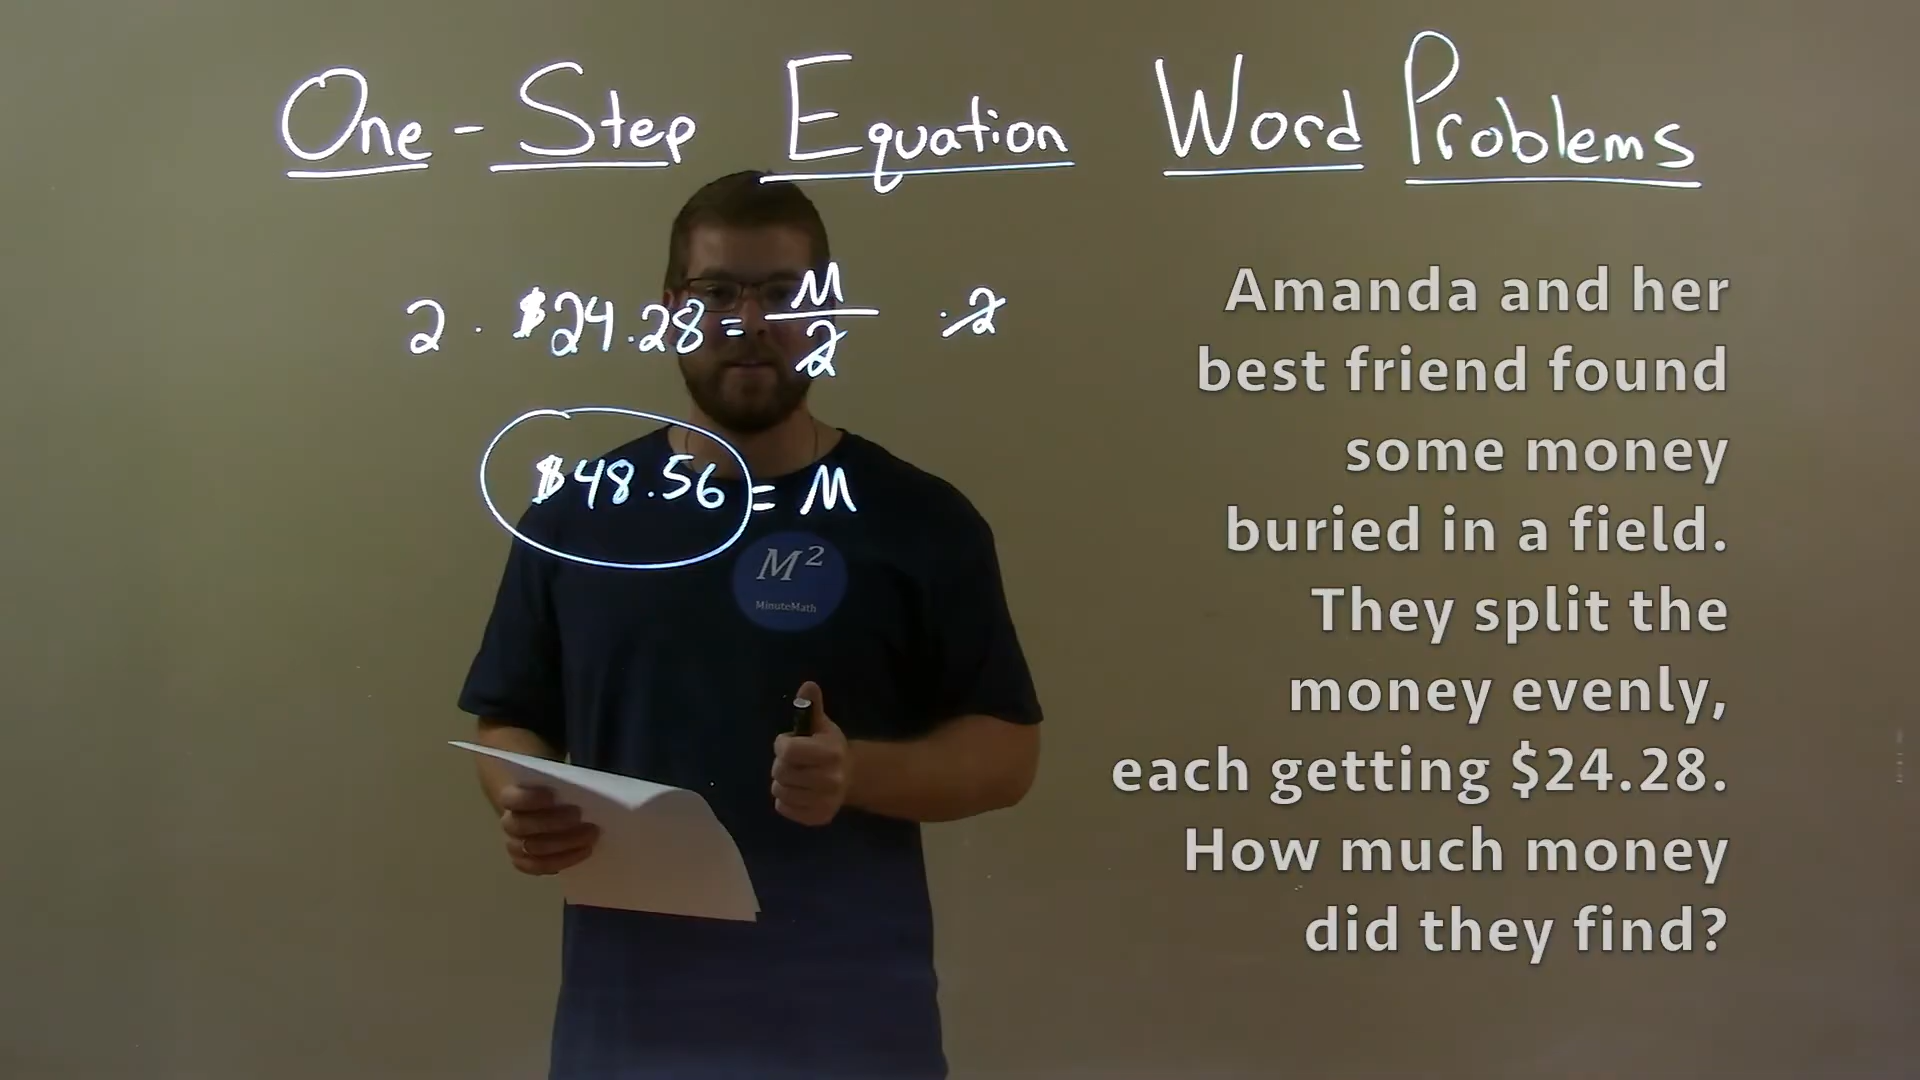 One-Step Equation Word Problems
2 · $24.28 = M/2 · 2
$48.56 = M
M²
MinuteMath
Amanda and her
best friend found
some money
buried in a field.
They split the
money evenly,
each getting $24.28.
How much money
did they find?